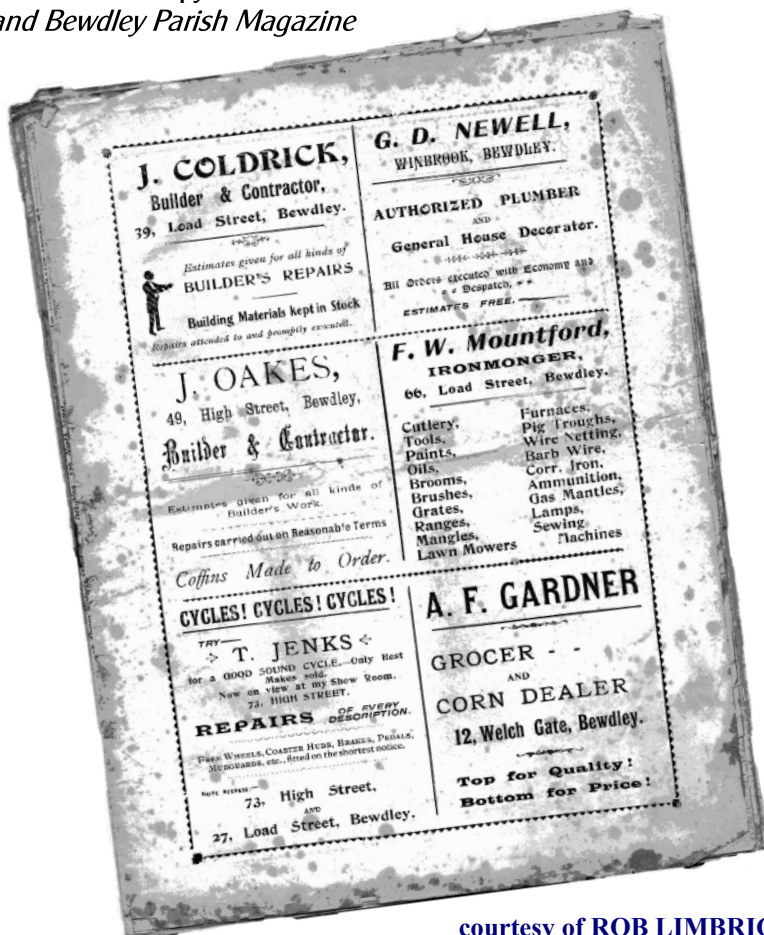 and Bewdley Parish Magazine
J. COLDRICK,
Builder & Contractor,
39, Load Street, Bewdley.
Estimates given for all kinds of
BUILDER'S REPAIRS
Building Materials kept in Stock
Repairs attended to and promptly executed.
G. D. NEWELL,
WINBROOK, BEWDLEY.
AUTHORIZED PLUMBER
AND
General House Decorator.
All Orders executed with Economy and
Despatch.
ESTIMATES FREE.
J. OAKES,
49, High Street, Bewdley,
Builder & Contractor.
Estimates given for all kinds of
Builder's Work.
Repairs carried out on Reasonable Terms
Coffins Made to Order.
F. W. Mountford,
IRONMONGER,
66, Load Street, Bewdley.
Cutlery,
Tools,
Paints,
Oils,
Brooms,
Brushes,
Grates,
Ranges,
Mangles,
Lawn Mowers
Furnaces,
Pig Troughs,
Wire Netting,
Barb Wire,
Corr. Iron,
Ammunition,
Gas Mantles,
Lamps,
Sewing
Machines
CYCLES! CYCLES! CYCLES!
TRY—
T. JENKS
for a GOOD SOUND CYCLE.—Only Best
Makes sold.
Now on view at my Show Room.
73, HIGH STREET.
REPAIRS OF EVERY DESCRIPTION.
FREE WHEELS, COASTER HUBS, BRAKES, PEDALS,
MUDGUARDS, etc., fitted on the shortest notice.
NOTE ADDRESS:—
73, High Street,
AND
27, Load Street, Bewdley.
A. F. GARDNER
GROCER - -
AND
CORN DEALER
12, Welch Gate, Bewdley.
Top for Quality!
Bottom for Price!
courtesy of ROB LIMBRIC